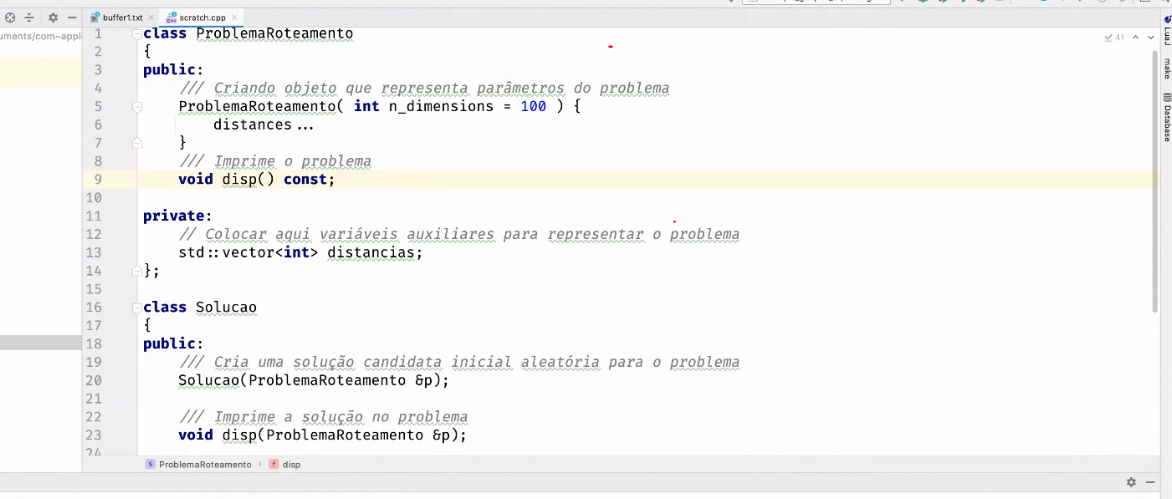 buffer1.txt scratch.cpp
uments/com~appl
41
1 class ProblemaRoteamento
2 {
3 public:
4 /// Criando objeto que representa parâmetros do problema
5 ProblemaRoteamento( int n_dimensions = 100 ) {
6 distances...
7 }
8 /// Imprime o problema
9 void disp() const;
10
11 private:
12 // Colocar aqui variáveis auxiliares para representar o problema
13 std::vector<int> distancias;
14 };
15
16 class Solucao
17 {
18 public:
19 /// Cria uma solução candidata inicial aleatória para o problema
20 Solucao(ProblemaRoteamento &p);
21
22 /// Imprime a solução no problema
23 void disp(ProblemaRoteamento &p);
24
S ProblemaRoteamento › f disp
LuaJ
make
Database